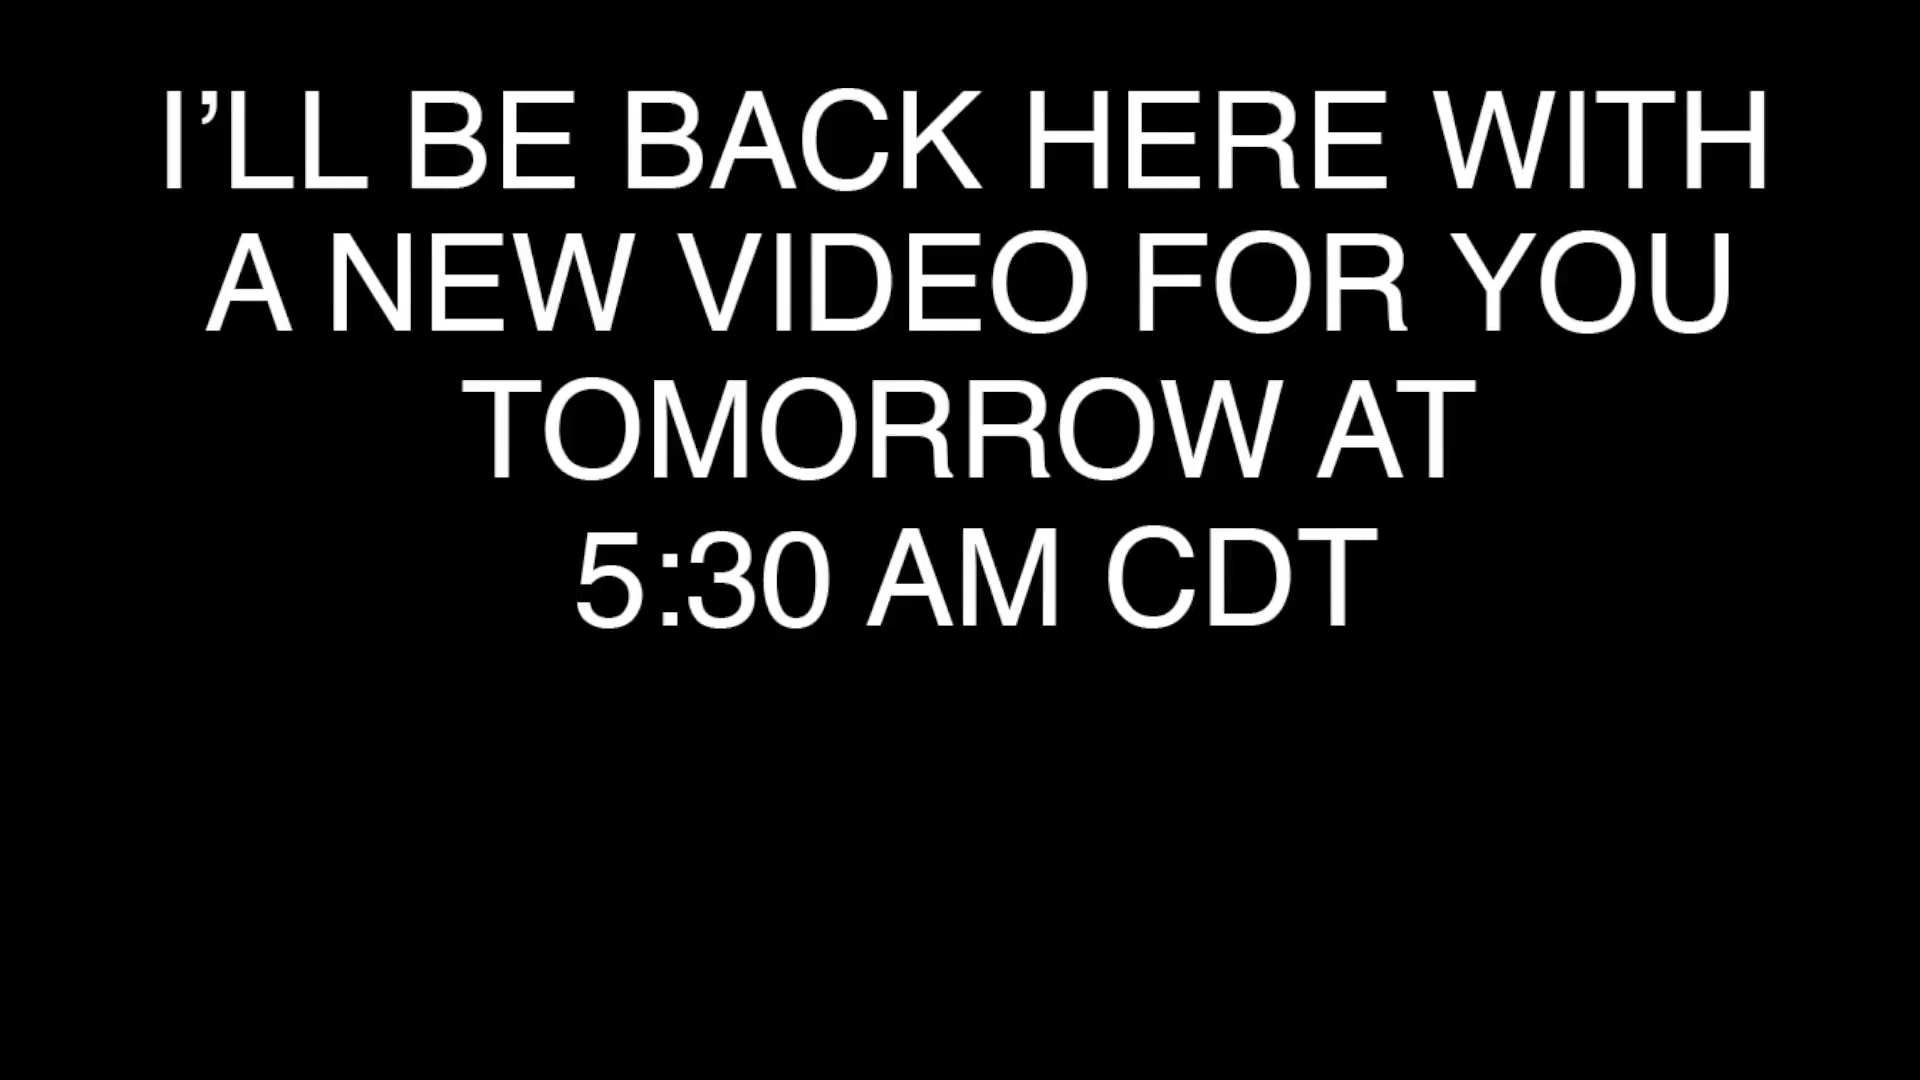 I’LL BE BACK HERE WITH
A NEW VIDEO FOR YOU
TOMORROW AT
5:30 AM CDT